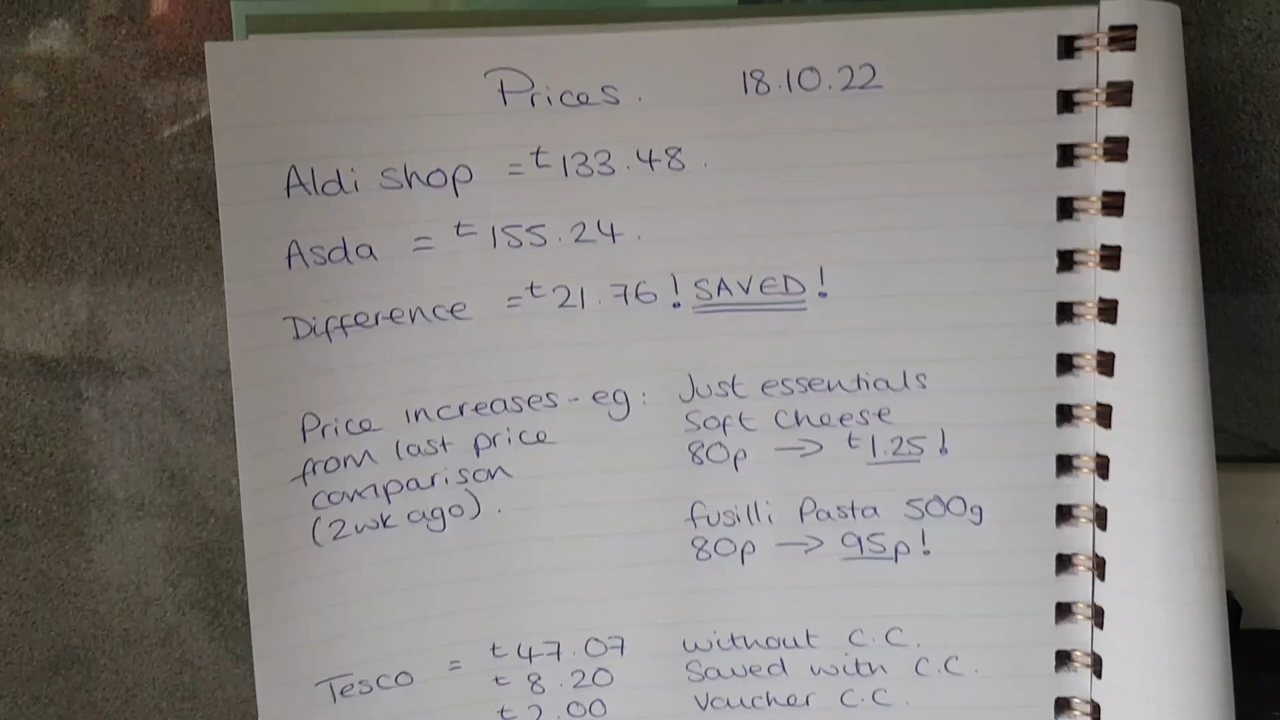 Prices. 18.10.22
Aldi shop = £133.48.
Asda = £155.24.
Difference = £21.76! SAVED!
Price increases - eg: Just essentials
from last price Soft Cheese
comparison 80p → £1.25!
(2wk ago). fusilli Pasta 500g
80p → 95p!
Tesco = £47.07 without C.C.
£8.20 Saved with C.C.
£2.00 Voucher C.C.